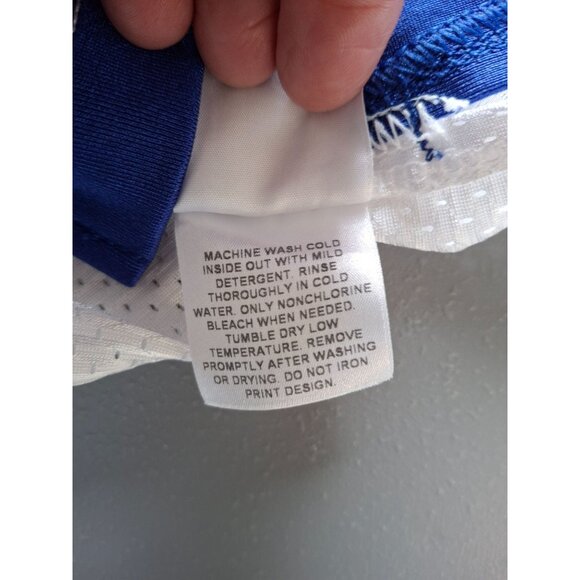 MACHINE WASH COLD
INSIDE OUT WITH MILD
DETERGENT. RINSE
THOROUGHLY IN COLD
WATER. ONLY NONCHLORINE
BLEACH WHEN NEEDED.
TUMBLE DRY LOW
TEMPERATURE. REMOVE
PROMPTLY AFTER WASHING
OR DRYING. DO NOT IRON
PRINT DESIGN.